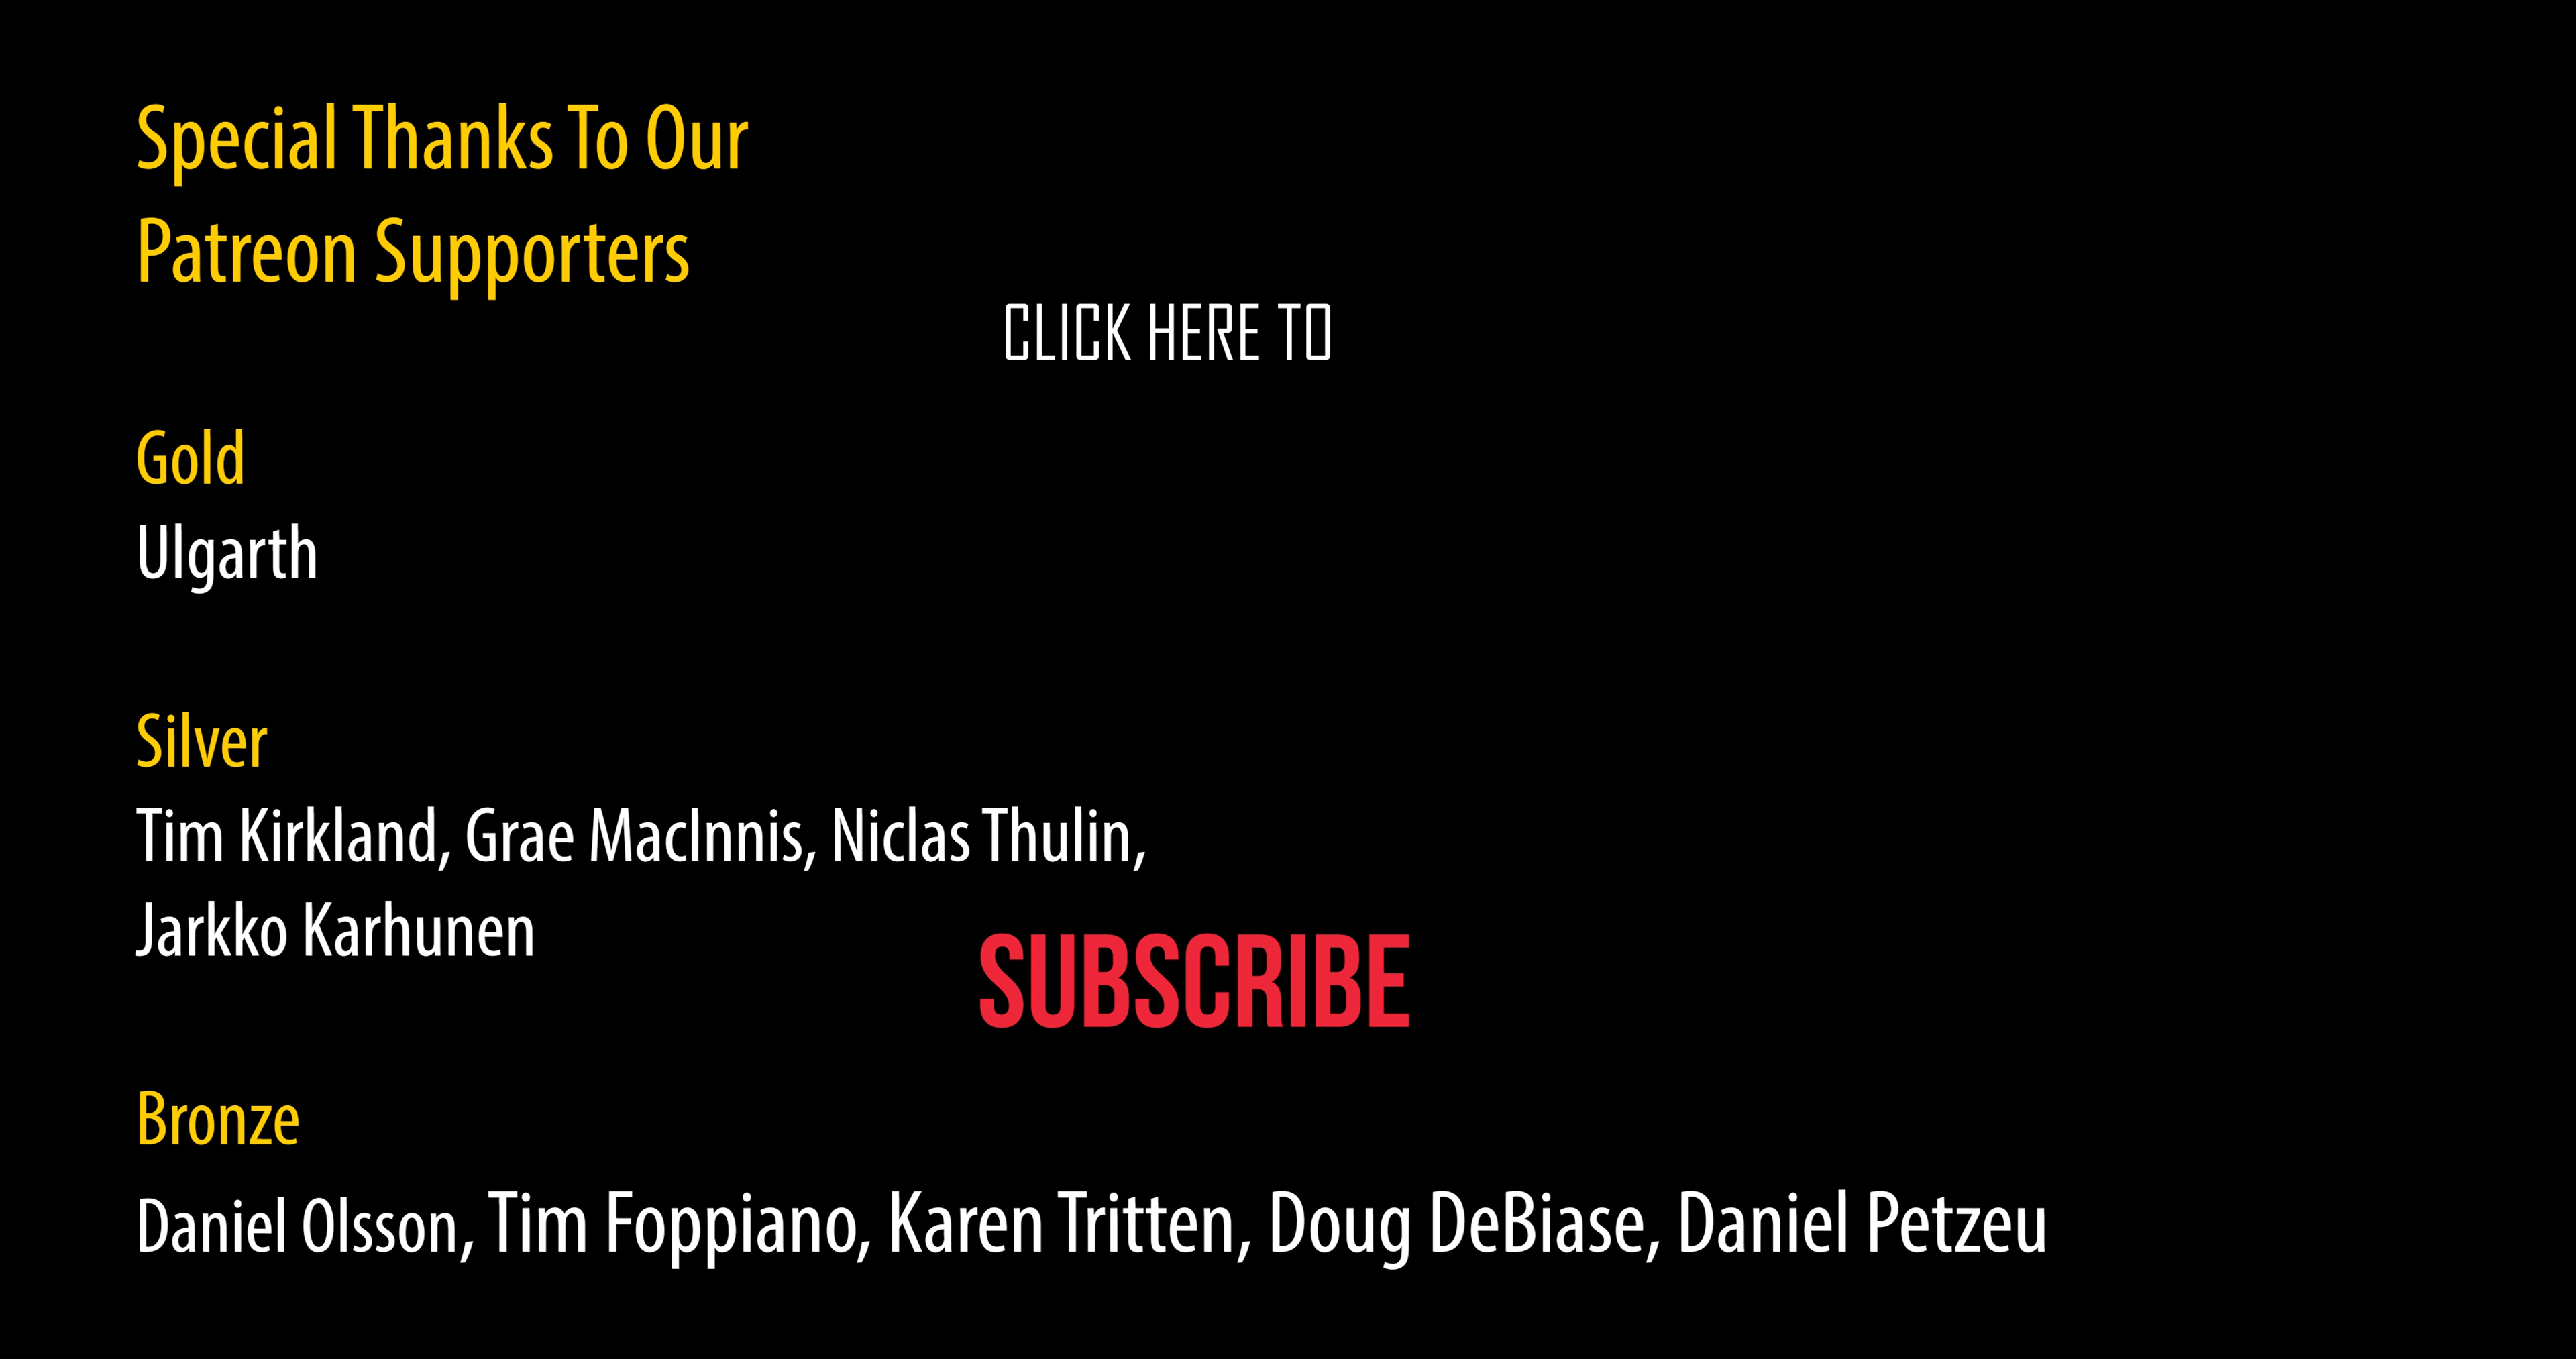 Special Thanks To Our
Patreon Supporters
CLICK HERE TO
Gold
Ulgarth
Silver
Tim Kirkland, Grae MacInnis, Niclas Thulin,
Jarkko Karhunen
SUBSCRIBE
Bronze
Daniel Olsson, Tim Foppiano, Karen Tritten, Doug DeBiase, Daniel Petzeu